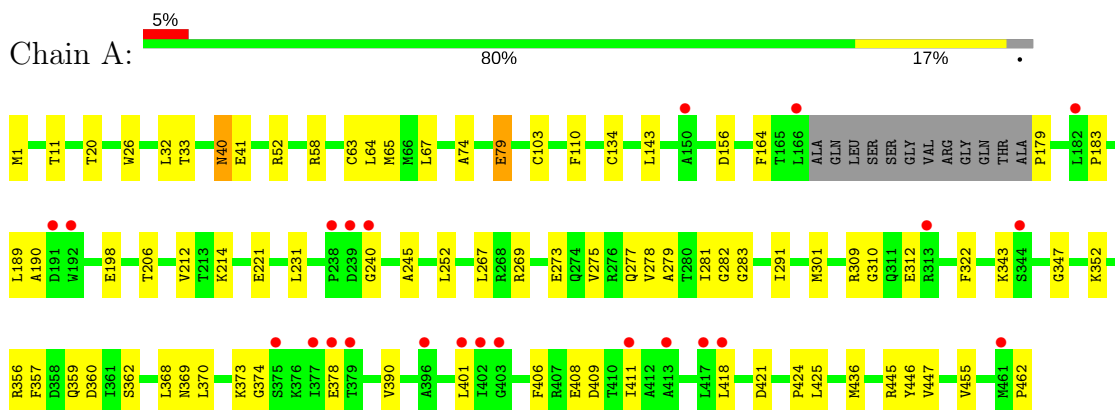 5%
Chain A:
80% 17% •
M1 T11 T20 W26 L32 T33 N40 E41 R52 R58 C63 L64 M65 M66 L67 A74 E79 C103 F110 C134 L143 A150 D156 F164 T165 L166 ALA GLN LEU SER SER GLY VAL ARG GLY GLN THR ALA P179 L182 P183
L189 A190 D191 W192 E198 T206 V212 T213 K214 E221 L231 P238 D239 G240 A245 L252 L267 R268 R269 E273 Q274 V275 R276 Q277 V278 A279 T280 I281 G282 G283 I291 M301 R309 G310 Q311 E312 R313 F322 K343 S344 G347 K352
R356 F357 D358 Q359 D360 I361 S362 L368 N369 L370 K373 G374 S375 K376 I377 E378 T379 V390 A396 L401 I402 G403 F406 R407 E408 D409 T410 I411 A412 A413 L417 L418 D421 P424 L425 M436 R445 Y446 V447 V455 M461 P462